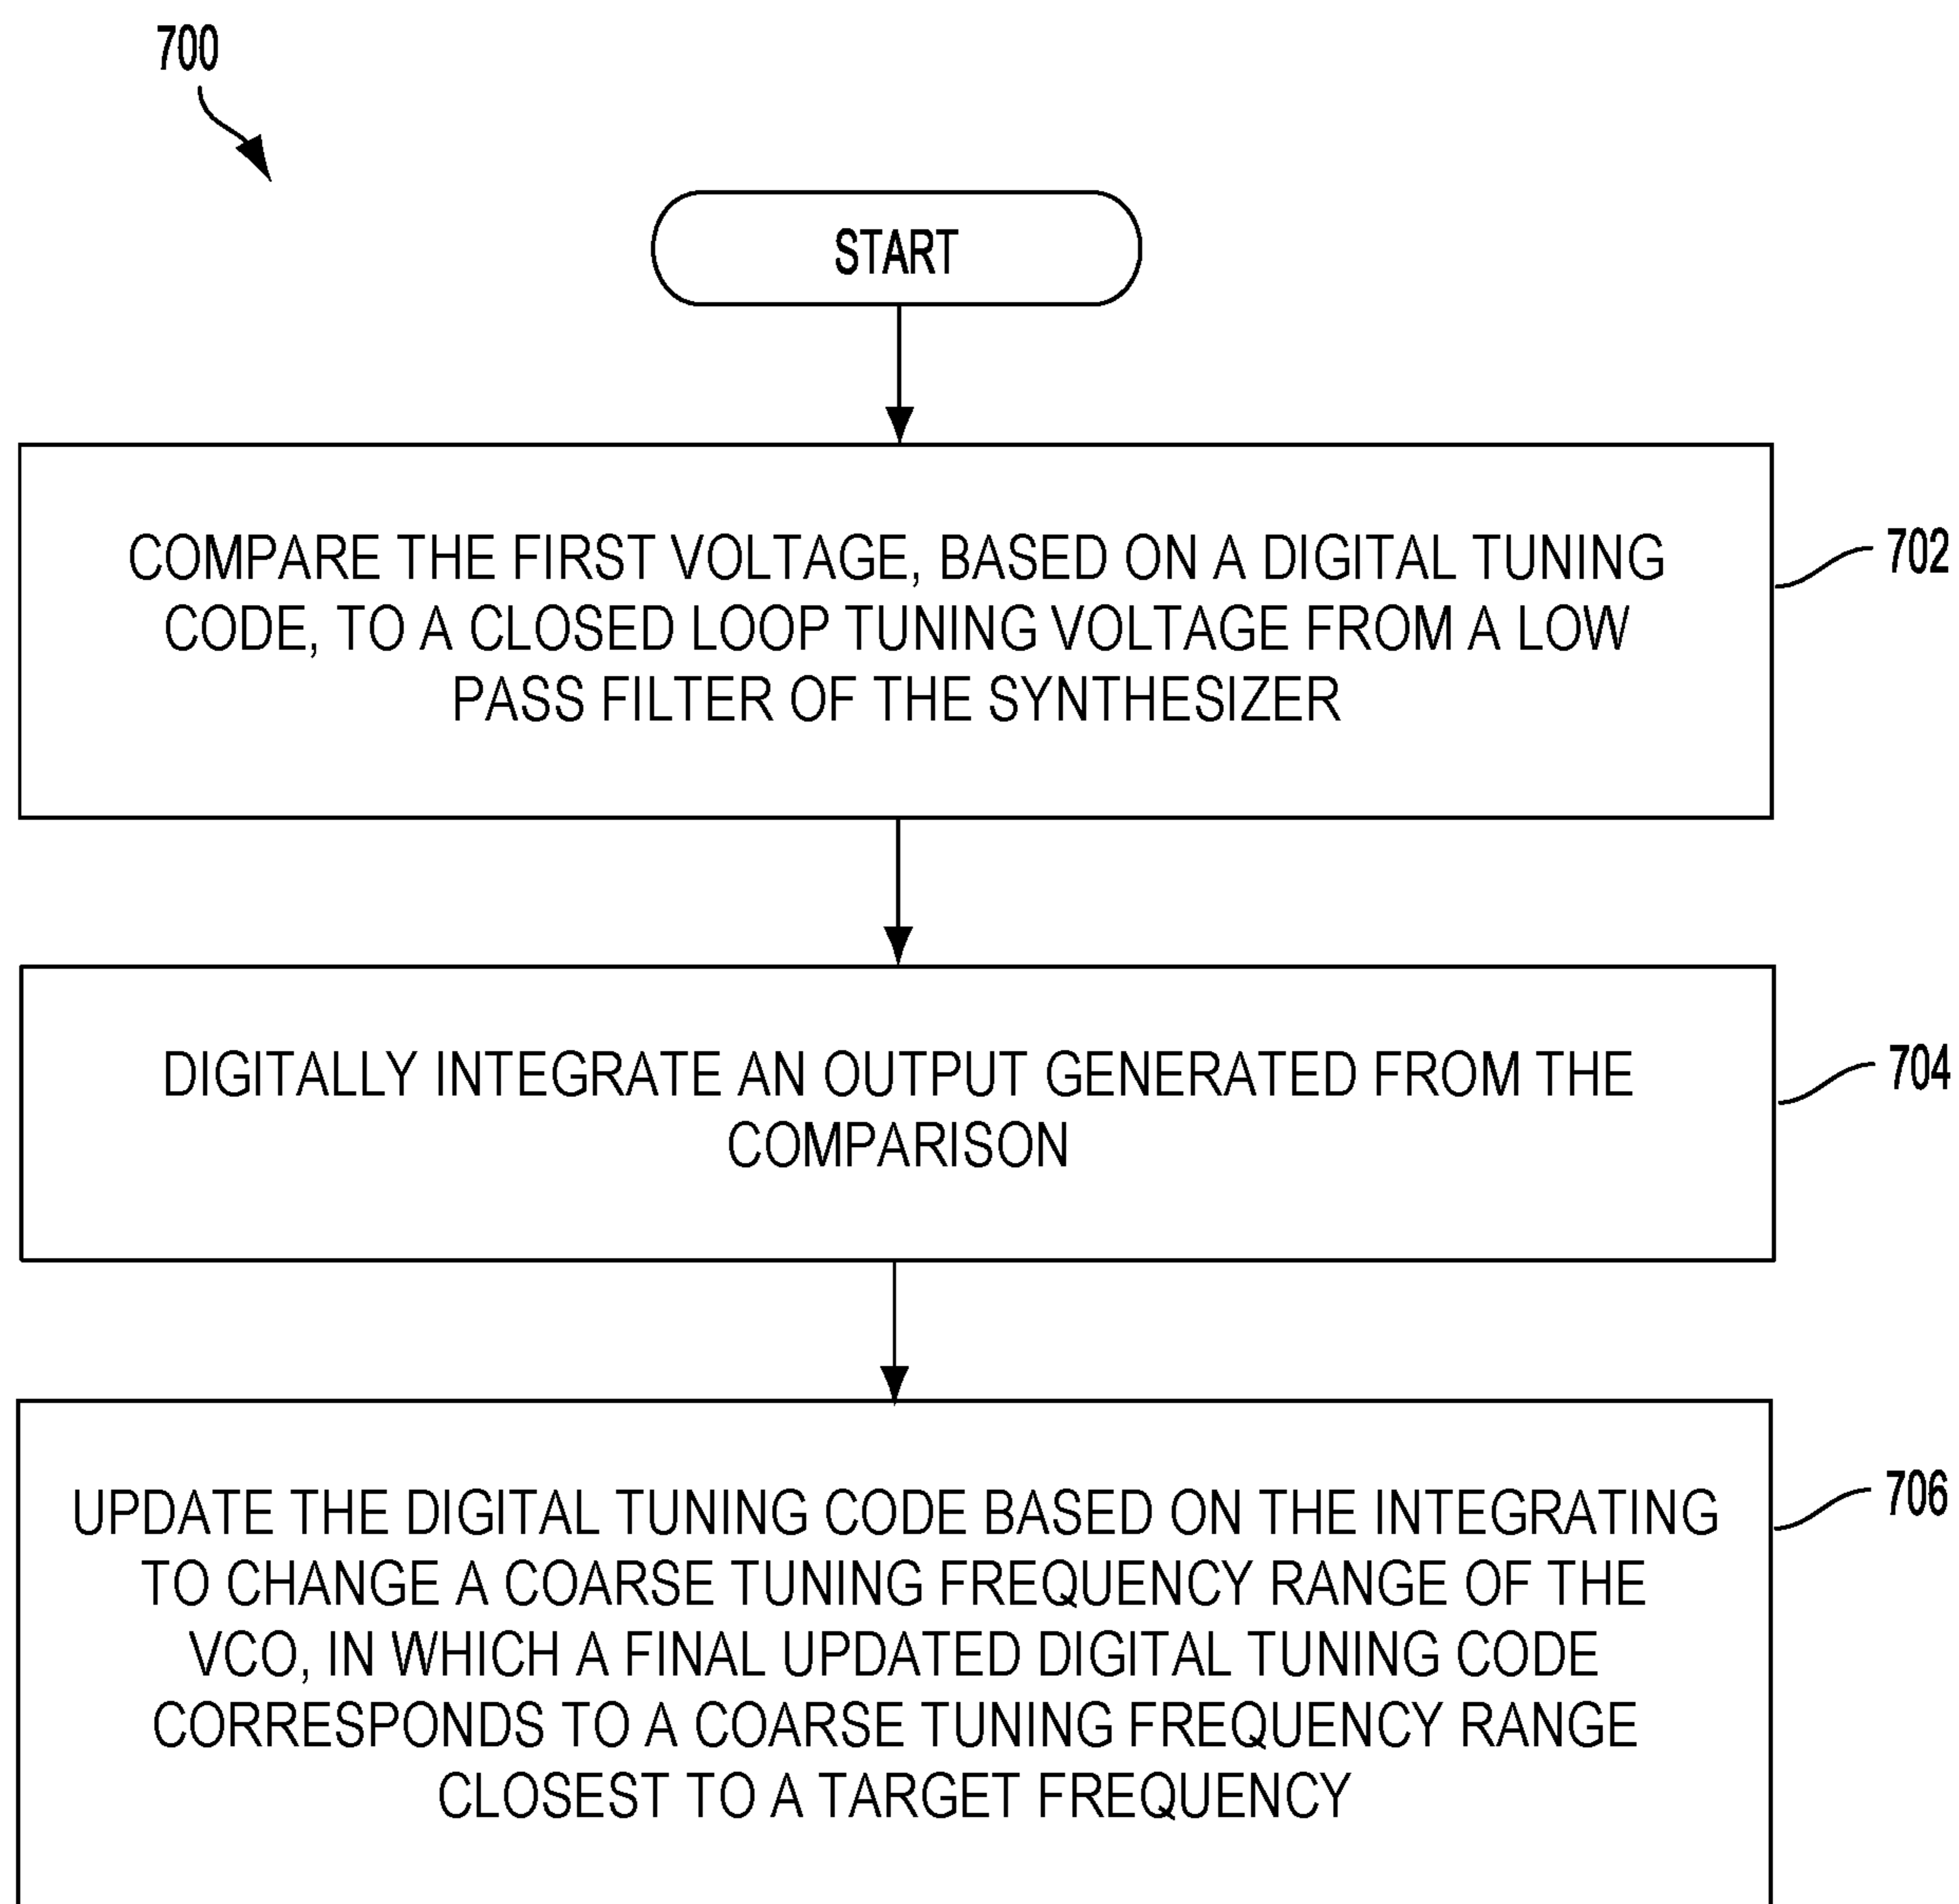 700
START
COMPARE THE FIRST VOLTAGE, BASED ON A DIGITAL TUNING
CODE, TO A CLOSED LOOP TUNING VOLTAGE FROM A LOW
PASS FILTER OF THE SYNTHESIZER
702
DIGITALLY INTEGRATE AN OUTPUT GENERATED FROM THE
COMPARISON
704
UPDATE THE DIGITAL TUNING CODE BASED ON THE INTEGRATING
TO CHANGE A COARSE TUNING FREQUENCY RANGE OF THE
VCO, IN WHICH A FINAL UPDATED DIGITAL TUNING CODE
CORRESPONDS TO A COARSE TUNING FREQUENCY RANGE
CLOSEST TO A TARGET FREQUENCY
706